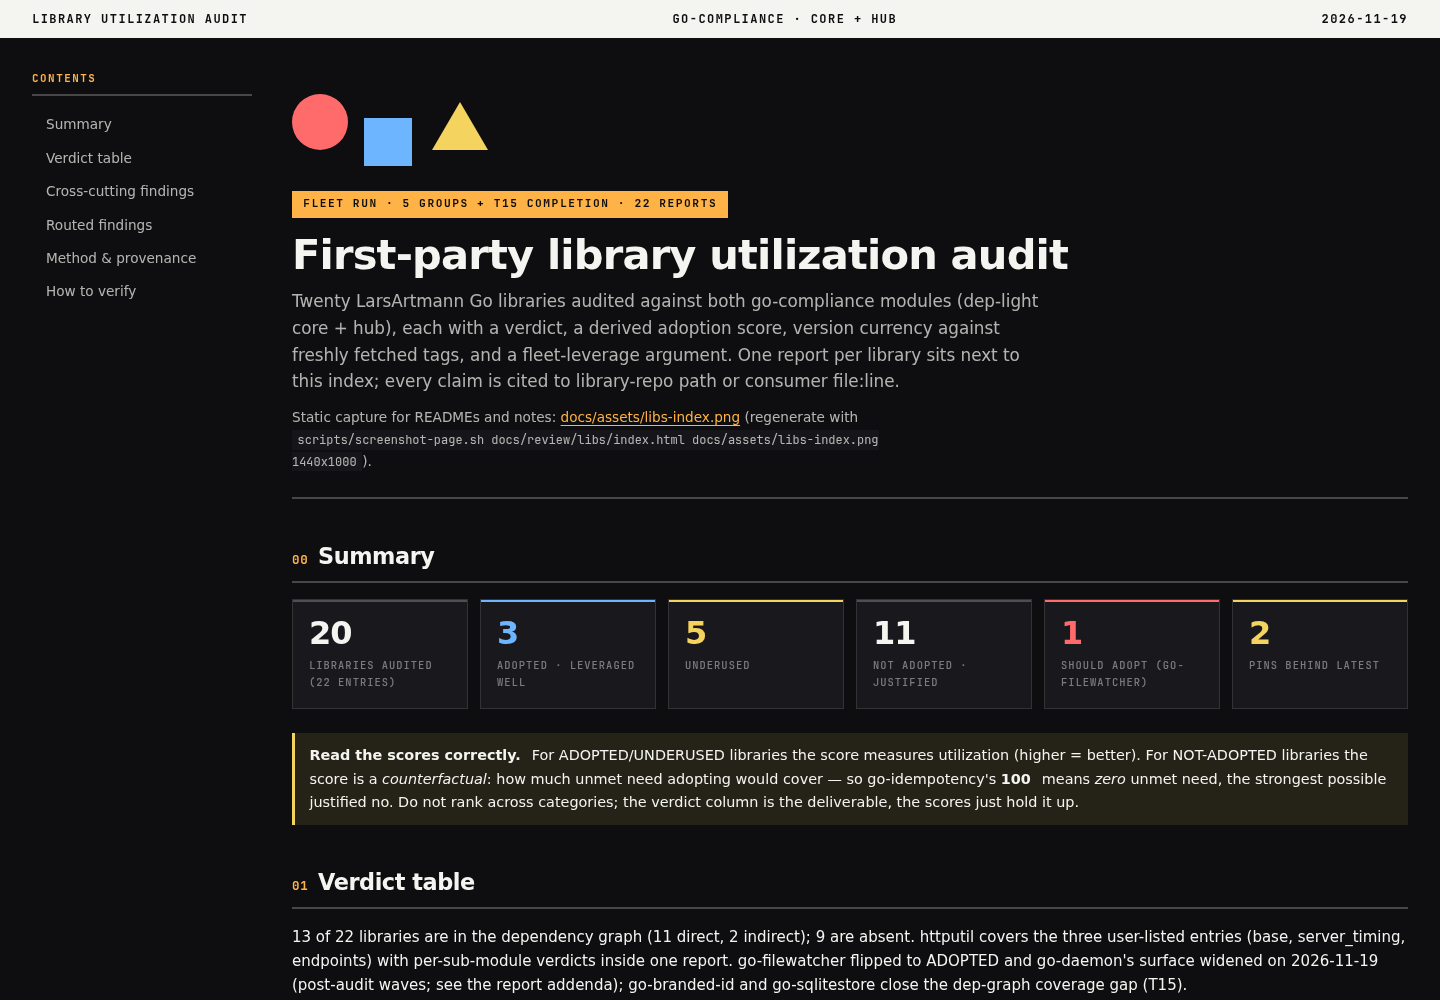 LIBRARY UTILIZATION AUDIT
GO-COMPLIANCE · CORE + HUB
2026-11-19
CONTENTS
Summary
Verdict table
Cross-cutting findings
Routed findings
Method & provenance
How to verify
FLEET RUN · 5 GROUPS + T15 COMPLETION · 22 REPORTS
First-party library utilization audit
Twenty LarsArtmann Go libraries audited against both go-compliance modules (dep-light
core + hub), each with a verdict, a derived adoption score, version currency against
freshly fetched tags, and a fleet-leverage argument. One report per library sits next to
this index; every claim is cited to library-repo path or consumer file:line.
Static capture for READMEs and notes: docs/assets/libs-index.png (regenerate with
scripts/screenshot-page.sh docs/review/libs/index.html docs/assets/libs-index.png
1440x1000 ).
00 Summary
20
LIBRARIES AUDITED
(22 ENTRIES)
3
ADOPTED · LEVERAGED
WELL
5
UNDERUSED
11
NOT ADOPTED ·
JUSTIFIED
1
SHOULD ADOPT (GO-
FILEWATCHER)
2
PINS BEHIND LATEST
Read the scores correctly. For ADOPTED/UNDERUSED libraries the score measures utilization (higher = better). For NOT-ADOPTED libraries the
score is a counterfactual: how much unmet need adopting would cover — so go-idempotency's 100 means zero unmet need, the strongest possible
justified no. Do not rank across categories; the verdict column is the deliverable, the scores just hold it up.
01 Verdict table
13 of 22 libraries are in the dependency graph (11 direct, 2 indirect); 9 are absent. httputil covers the three user-listed entries (base, server_timing,
endpoints) with per-sub-module verdicts inside one report. go-filewatcher flipped to ADOPTED and go-daemon's surface widened on 2026-11-19
(post-audit waves; see the report addenda); go-branded-id and go-sqlitestore close the dep-graph coverage gap (T15).